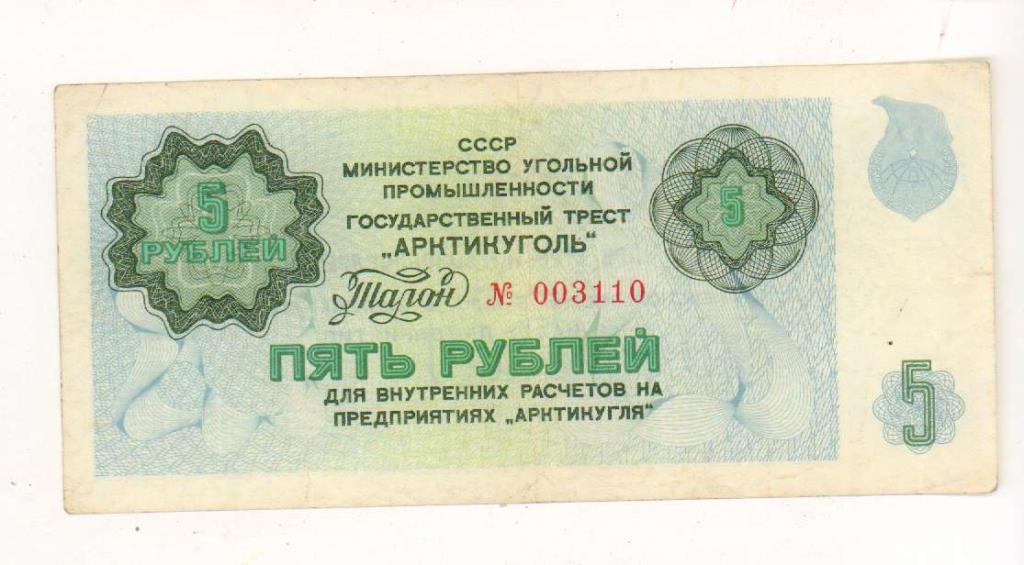 СССР
МИНИСТЕРСТВО УГОЛЬНОЙ
ПРОМЫШЛЕННОСТИ
ГОСУДАРСТВЕННЫЙ ТРЕСТ
„АРКТИКУГОЛЬ“
5
РУБЛЕЙ
5
Талон № 003110
ПЯТЬ РУБЛЕЙ
ДЛЯ ВНУТРЕННИХ РАСЧЕТОВ НА
ПРЕДПРИЯТИЯХ „АРКТИКУГЛЯ“
5